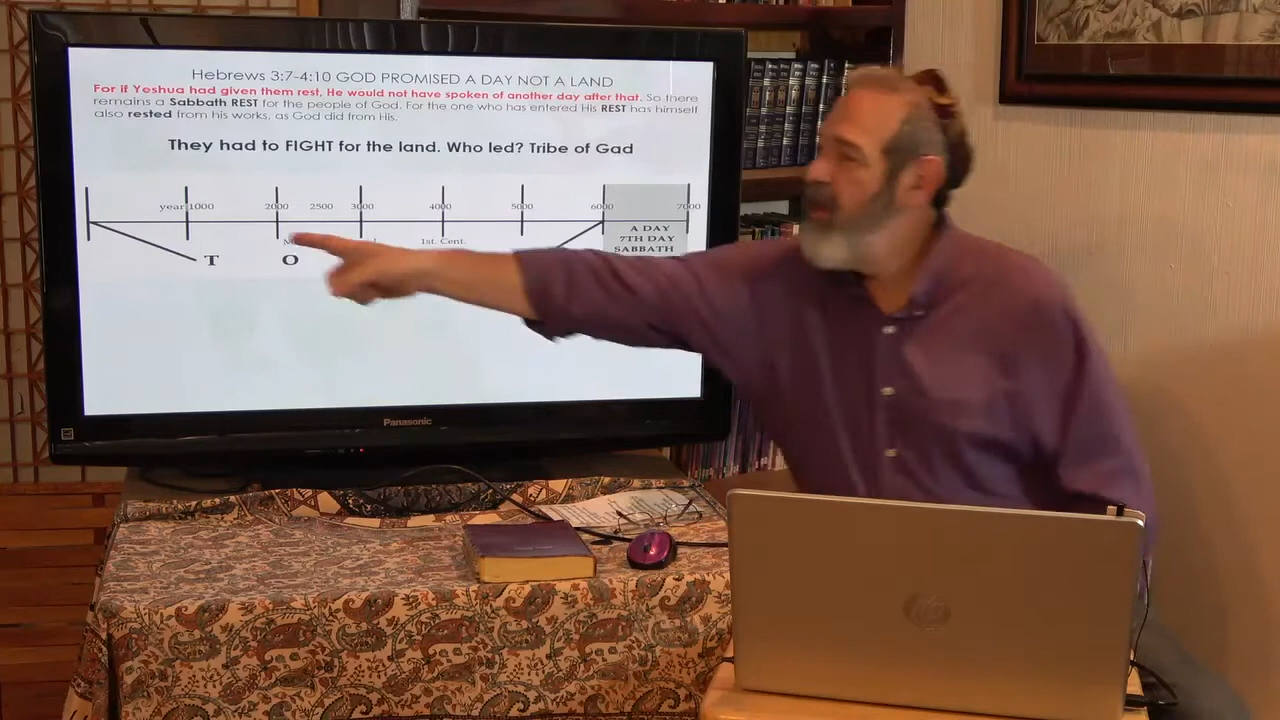 Hebrews 3:7-4:10 GOD PROMISED A DAY NOT A LAND
For if Yeshua had given them rest, He would not have spoken of another day after that. So there
remains a Sabbath REST for the people of God. For the one who has entered His REST has himself
also rested from his works, as God did from His.
They had to FIGHT for the land. Who led? Tribe of Gad
year 1000 2000 2500 3000 4000 5000 6000 7000
1st. Cent.
A DAY
7TH DAY
SABBATH
T O
Panasonic
hp